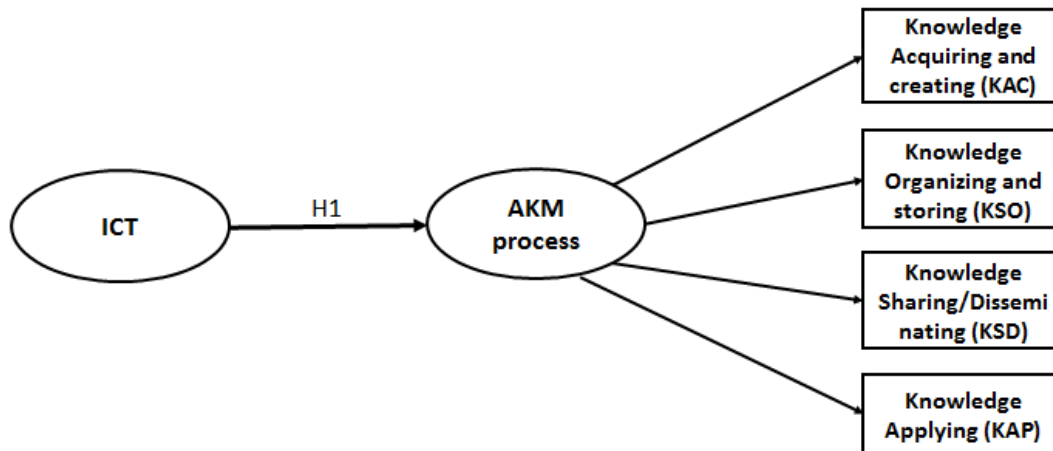 ICT
H1
AKM
process
Knowledge
Acquiring and
creating (KAC)
Knowledge
Organizing and
storing (KSO)
Knowledge
Sharing/Dissemi
nating (KSD)
Knowledge
Applying (KAP)